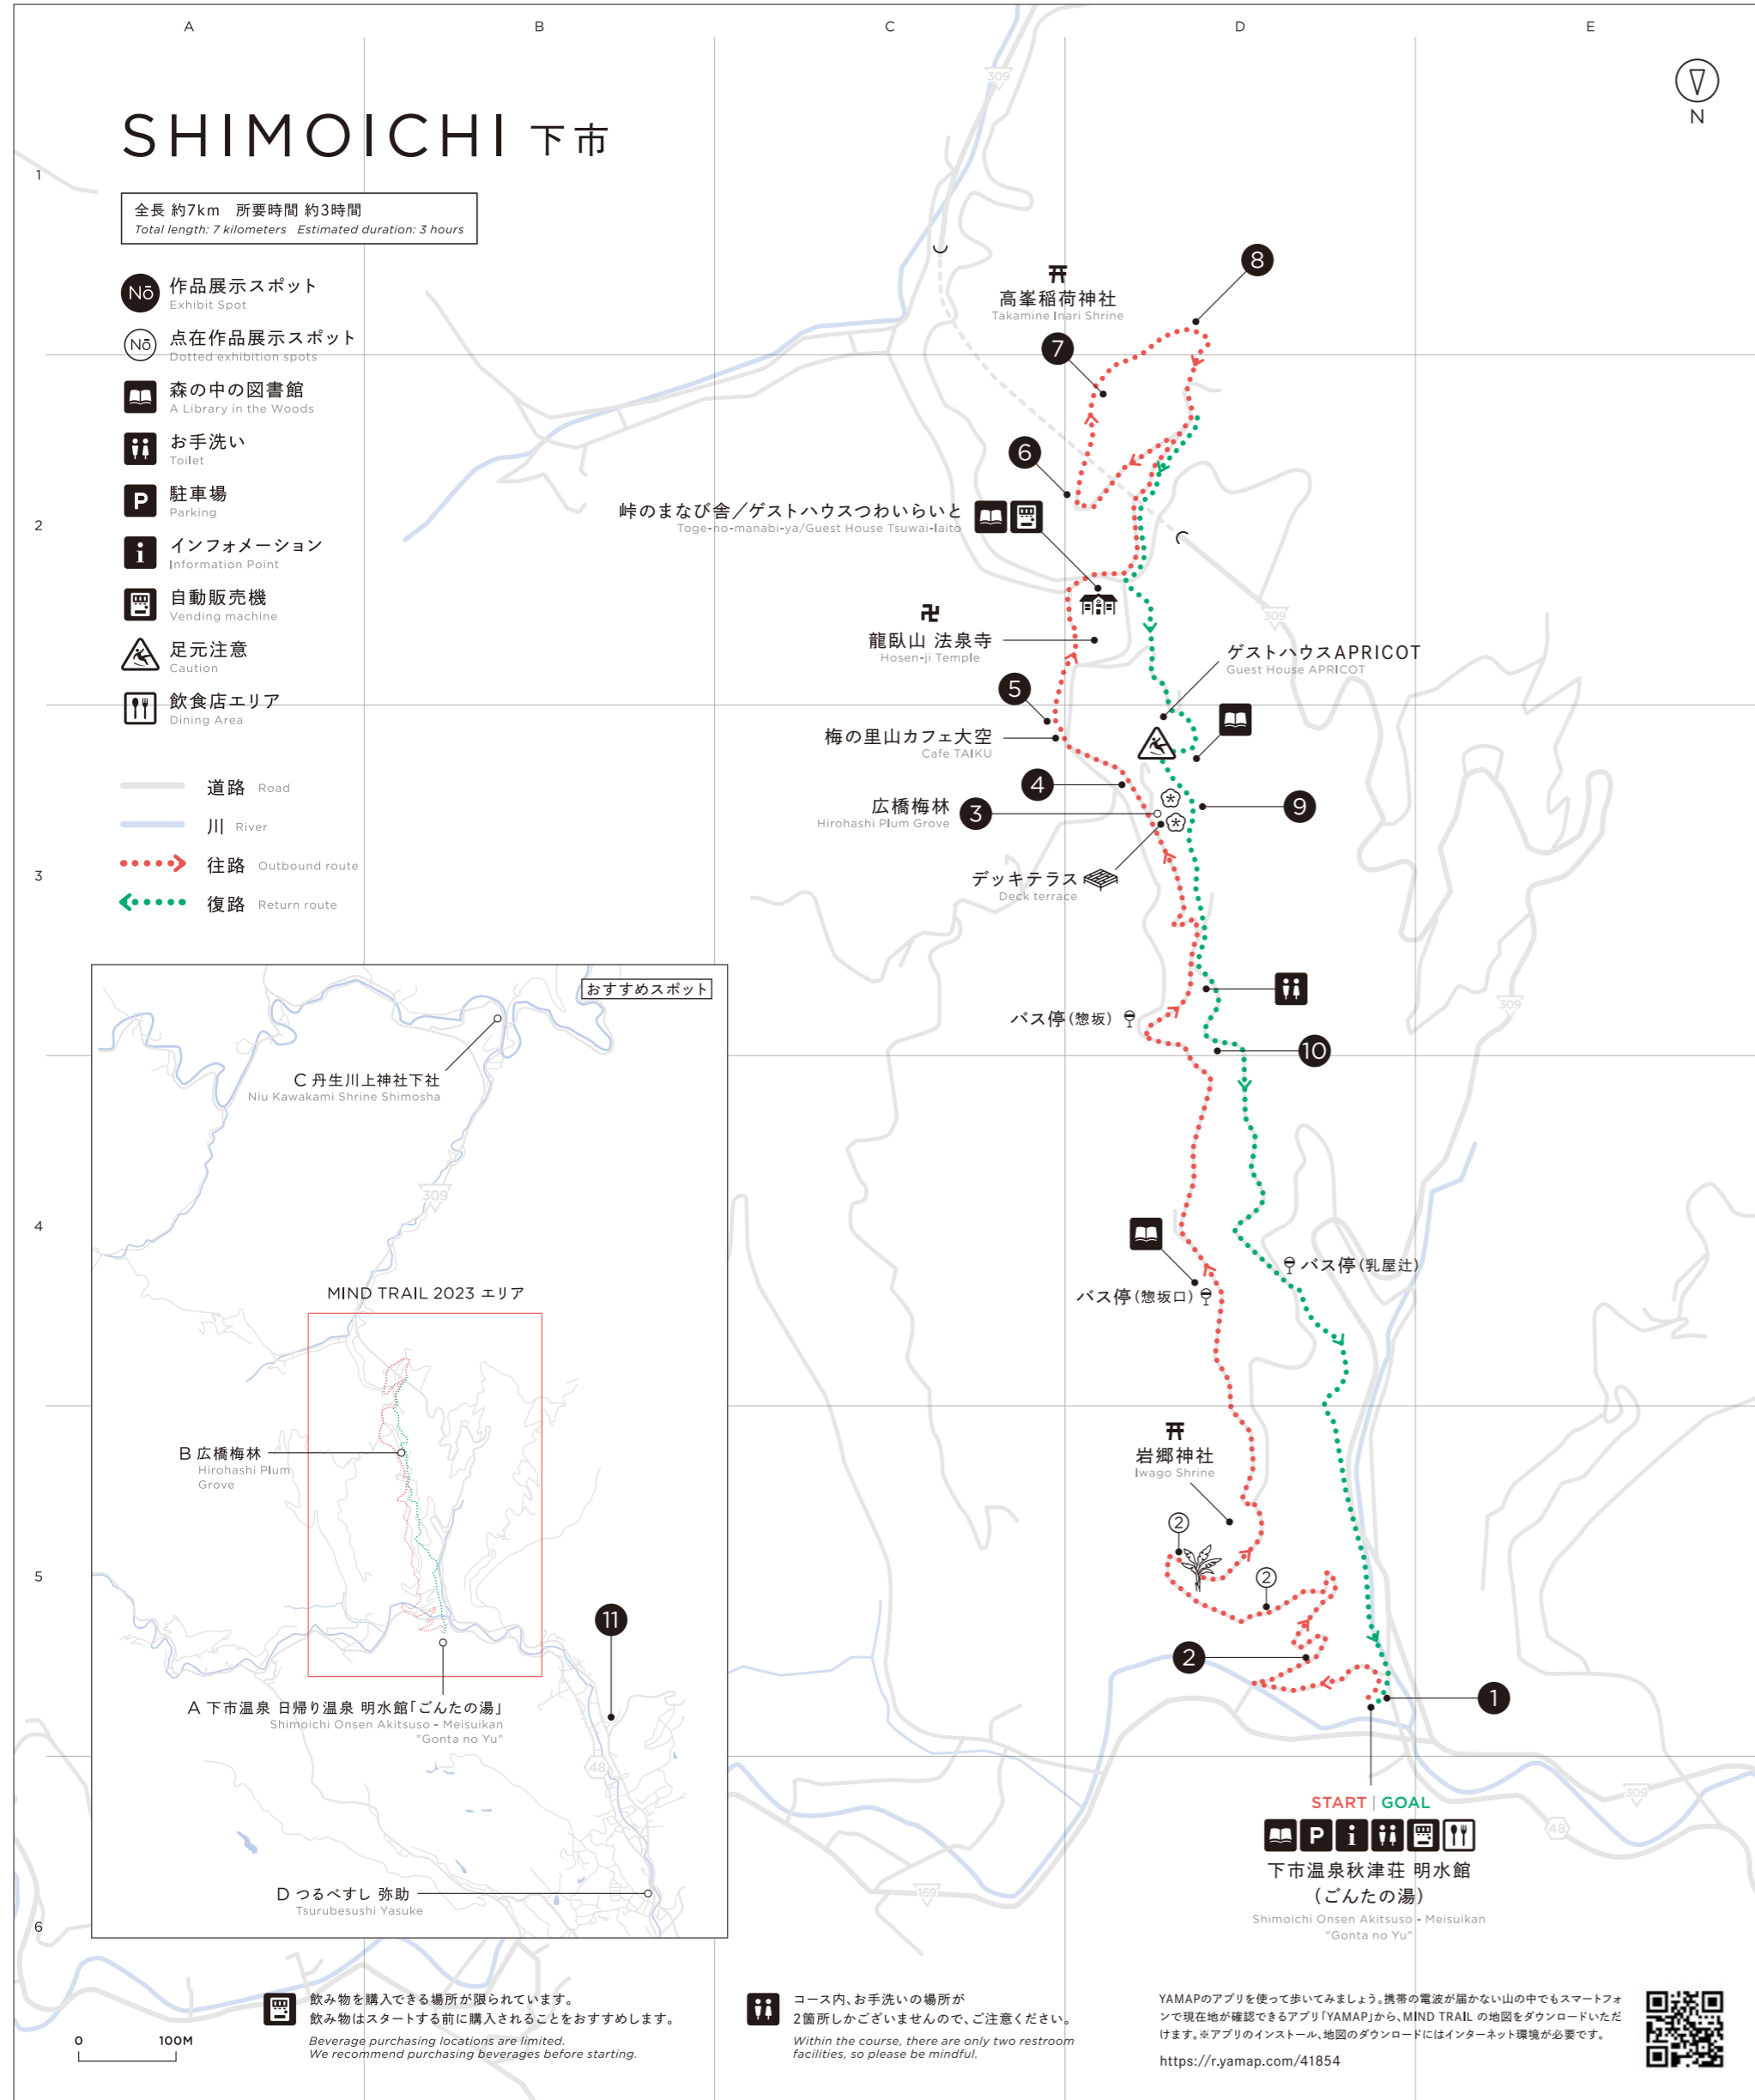 A
B
C
D
E
N
SHIMOICHI 下市
全長 約7km　所要時間 約3時間
Total length: 7 kilometers   Estimated duration: 3 hours
1
2
3
4
5
6
Nō 作品展示スポット
Exhibit Spot
Nō 点在作品展示スポット
Dotted exhibition spots
森の中の図書館
A Library in the Woods
お手洗い
Toilet
P 駐車場
Parking
i インフォメーション
Information Point
自動販売機
Vending machine
足元注意
Caution
飲食店エリア
Dining Area
道路 Road
川 River
往路 Outbound route
復路 Return route
309
8
高峯稲荷神社
Takamine Inari Shrine
7
6
峠のまなび舎／ゲストハウスつわいらいと
Toge-no-manabi-ya/Guest House Tsuwai-laito
309
卍
龍臥山 法泉寺
Hosen-ji Temple
ゲストハウスAPRICOT
Guest House APRICOT
5
梅の里山カフェ大空
Cafe TAIKU
4
広橋梅林
Hirohashi Plum Grove
3
9
デッキテラス
Deck terrace
バス停（惣坂）
309
10
バス停（乳屋辻）
バス停（惣坂口）
岩郷神社
Iwago Shrine
2
2
2
1
START | GOAL
P i
下市温泉秋津荘 明水館
（ごんたの湯）
Shimoichi Onsen Akitsuso - Meisuikan
"Gonta no Yu"
309
48
169
おすすめスポット
C 丹生川上神社下社
Niu Kawakami Shrine Shimosha
309
MIND TRAIL 2023 エリア
B 広橋梅林
Hirohashi Plum
Grove
11
A 下市温泉 日帰り温泉 明水館「ごんたの湯」
Shimoichi Onsen Akitsuso - Meisuikan
"Gonta no Yu"
48
D つるべすし 弥助
Tsurubesushi Yasuke
0　100M
飲み物を購入できる場所が限られています。
飲み物はスタートする前に購入されることをおすすめします。
Beverage purchasing locations are limited.
We recommend purchasing beverages before starting.
コース内、お手洗いの場所が
2箇所しかございませんので、ご注意ください。
Within the course, there are only two restroom
facilities, so please be mindful.
YAMAPのアプリを使って歩いてみましょう。携帯の電波が届かない山の中でもスマートフォ
ンで現在地が確認できるアプリ「YAMAP」から、MIND TRAIL の地図をダウンロードいただ
けます。※アプリのインストール、地図のダウンロードにはインターネット環境が必要です。
https://r.yamap.com/41854